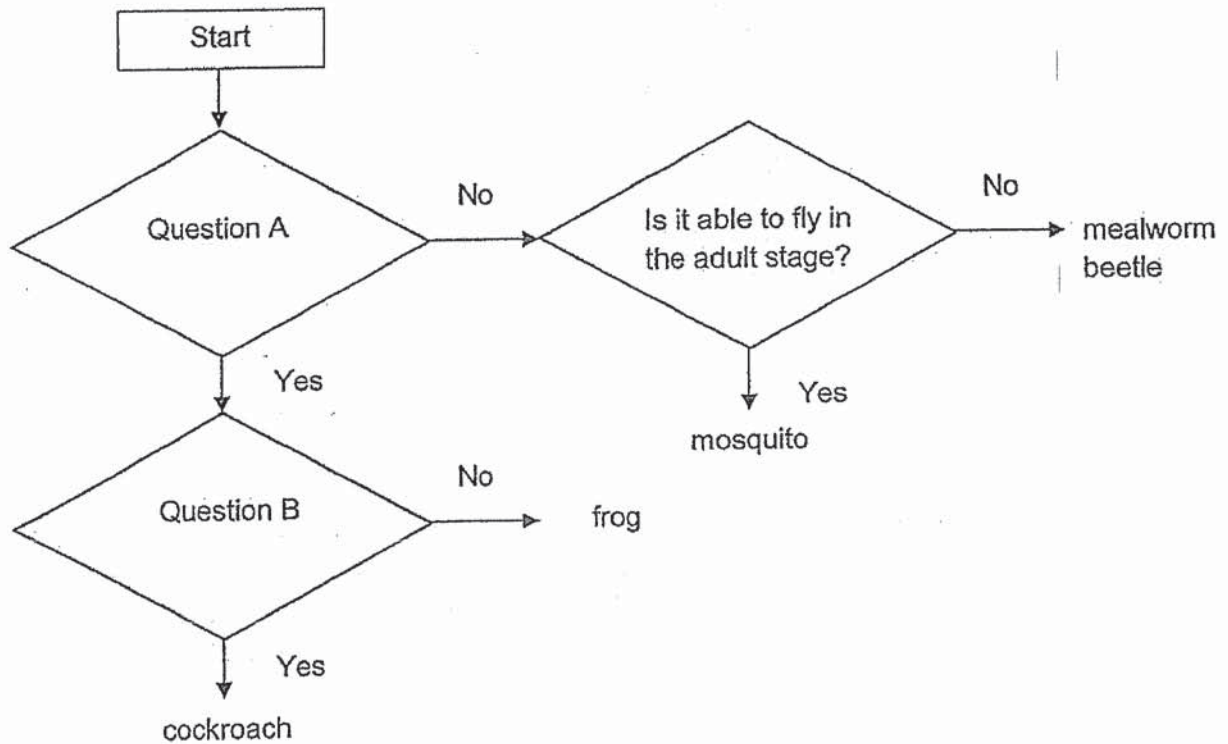 Start
Question A
No
Is it able to fly in
the adult stage?
No
mealworm
beetle
Yes
Yes
mosquito
Question B
No
frog
Yes
cockroach